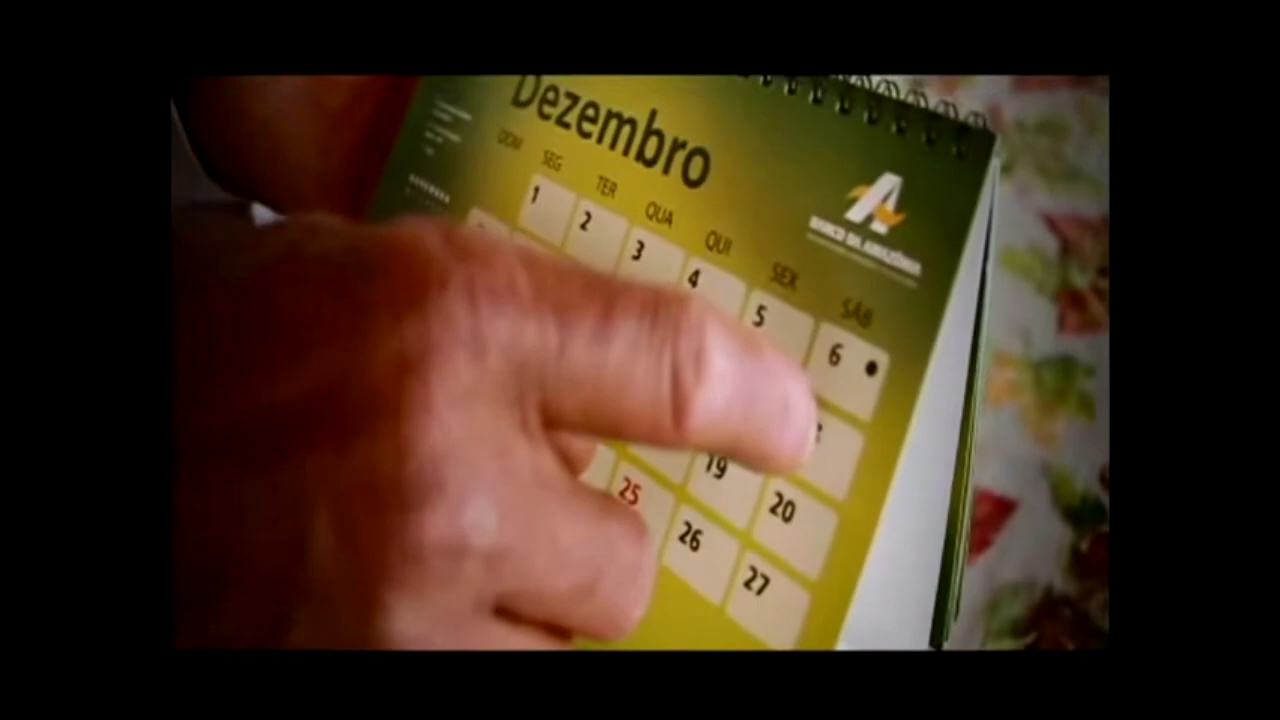 Dezembro
DOM SEG TER QUA QUI SEX SÁB
BANCO DA AMAZÔNIA
1 2 3 4 5 6
19 20
25 26 27